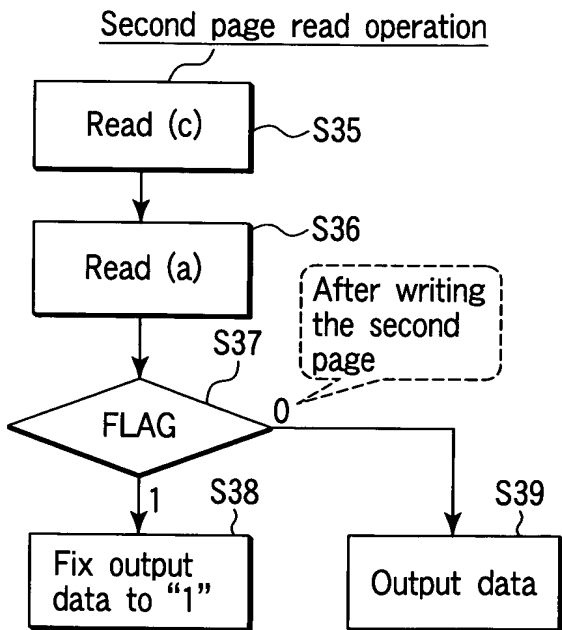 Second page read operation
Read (c)
S35
S36
Read (a)
After writing
the second
page
S37
0
FLAG
1
S38
S39
Fix output
data to “1”
Output data